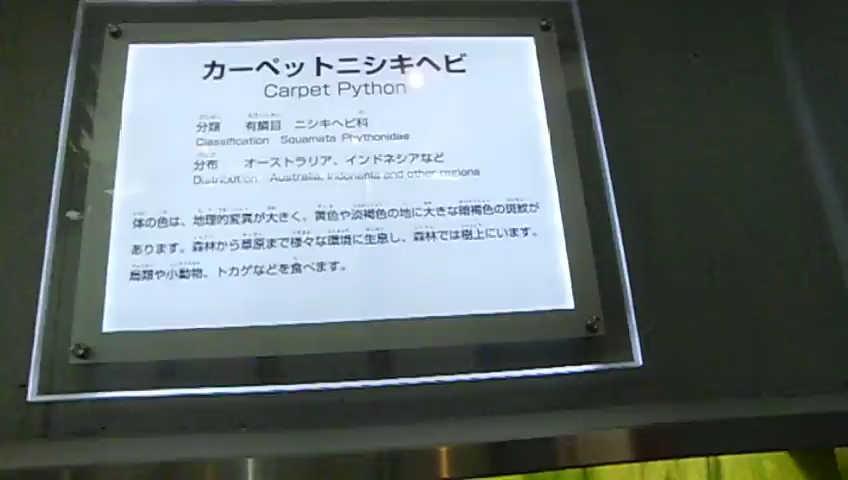 カーペットニシキヘビ
Carpet Python
分類 有鱗目 ニシキヘビ科
Classification Squamata Phythonidae
分布 オーストラリア、インドネシアなど
Distribution Australia, Indonenia and other regions
体の色は、地理的変異が大きく、黄色や淡褐色の地に大きな暗褐色の斑紋が
あります。森林から草原まで様々な環境に生息し、森林では樹上にいます。
鳥類や小動物、トカゲなどを食べます。